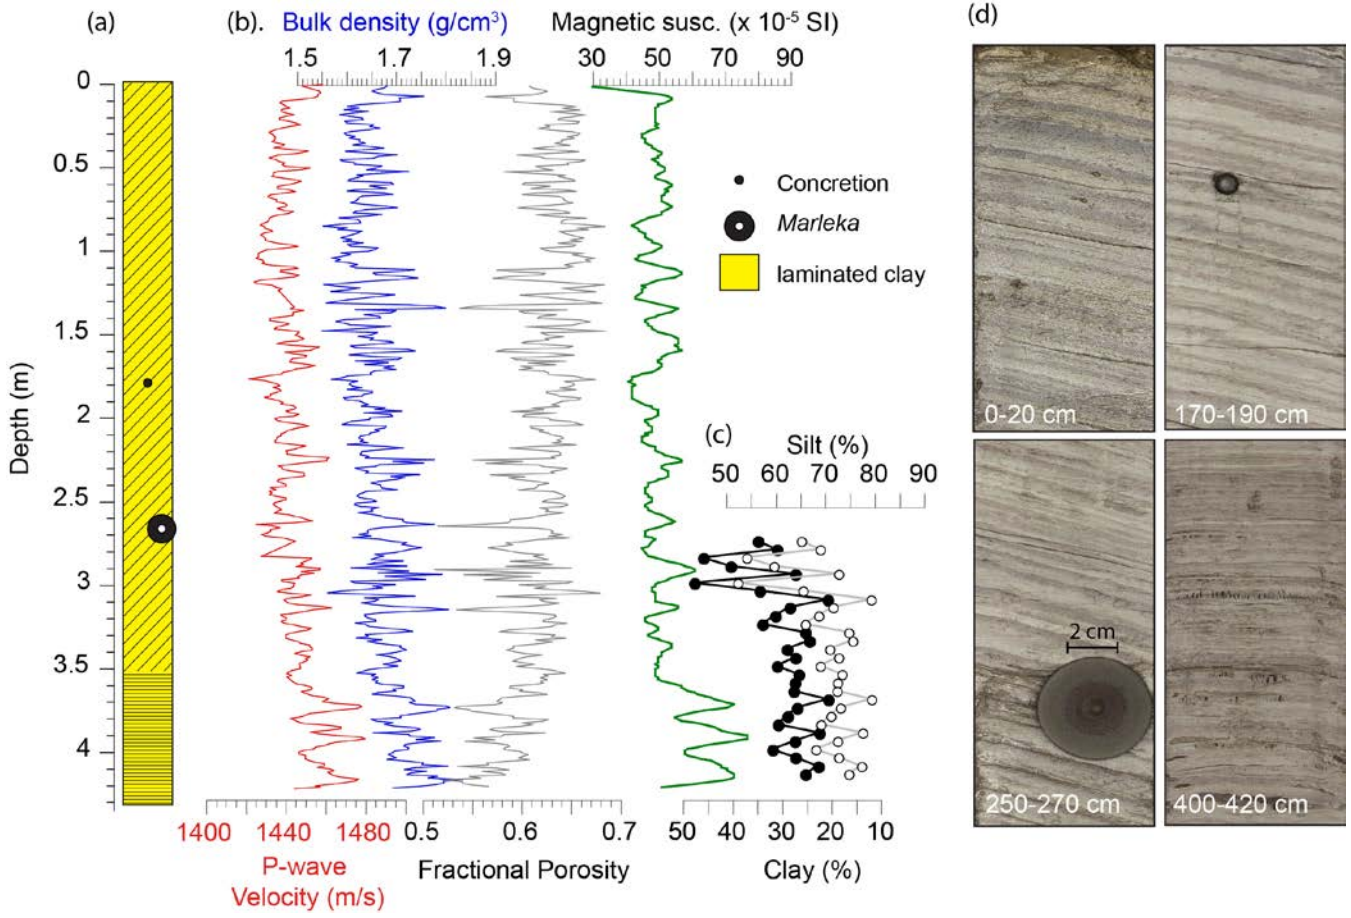 (a)
(b).
Bulk density (g/cm³)
1.5 1.7 1.9
Magnetic susc. (x 10⁻⁵ SI)
30 50 70 90
(d)
Depth (m)
0
0.5
1
1.5
2
2.5
3
3.5
4
Concretion
Marleka
laminated clay
(c)
Silt (%)
50 60 70 80 90
1400 1440 1480
P-wave
Velocity (m/s)
0.5 0.6 0.7
Fractional Porosity
50 40 30 20 10
Clay (%)
0-20 cm
170-190 cm
2 cm
250-270 cm
400-420 cm